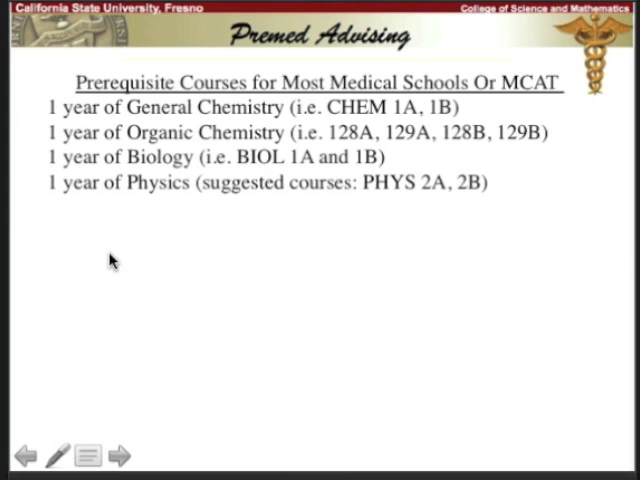 California State University, Fresno
College of Science and Mathematics
Premed Advising
Prerequisite Courses for Most Medical Schools Or MCAT
1 year of General Chemistry (i.e. CHEM 1A, 1B)
1 year of Organic Chemistry (i.e. 128A, 129A, 128B, 129B)
1 year of Biology (i.e. BIOL 1A and 1B)
1 year of Physics (suggested courses: PHYS 2A, 2B)